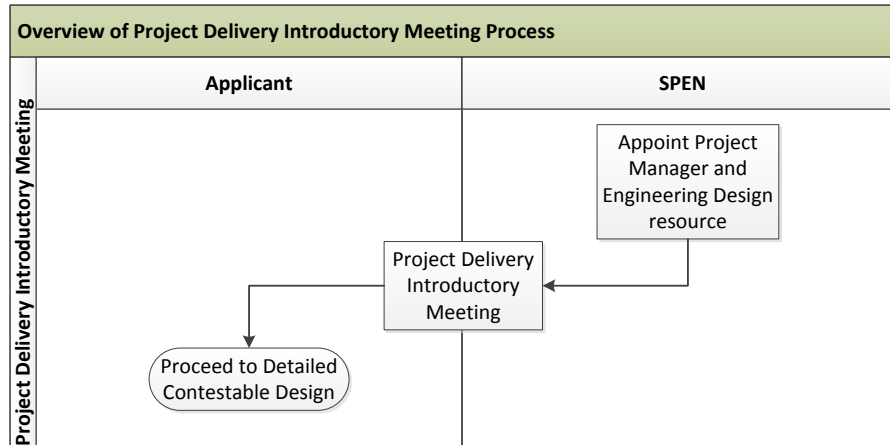 Overview of Project Delivery Introductory Meeting Process
Project Delivery Introductory Meeting
Applicant
SPEN
Appoint Project
Manager and
Engineering Design
resource
Project Delivery
Introductory
Meeting
Proceed to Detailed
Contestable Design